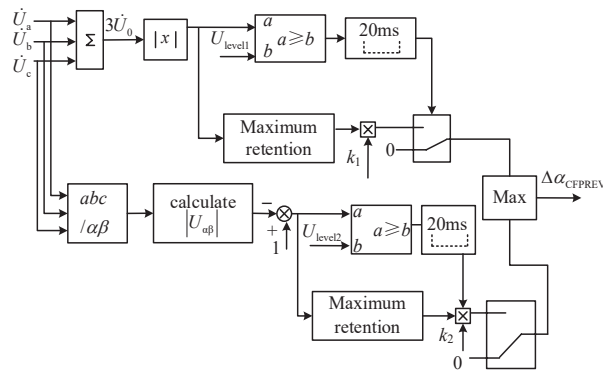 U̇a
U̇b
U̇c
Σ
3U̇0
|x|
Ulevel1
a
b
a≥b
20ms
Maximum
retention
k1
0
abc
/αβ
calculate
|Uαβ|
−
+
1
Ulevel2
a
b
a≥b
20ms
Maximum
retention
k2
0
Max
ΔαCFPREV